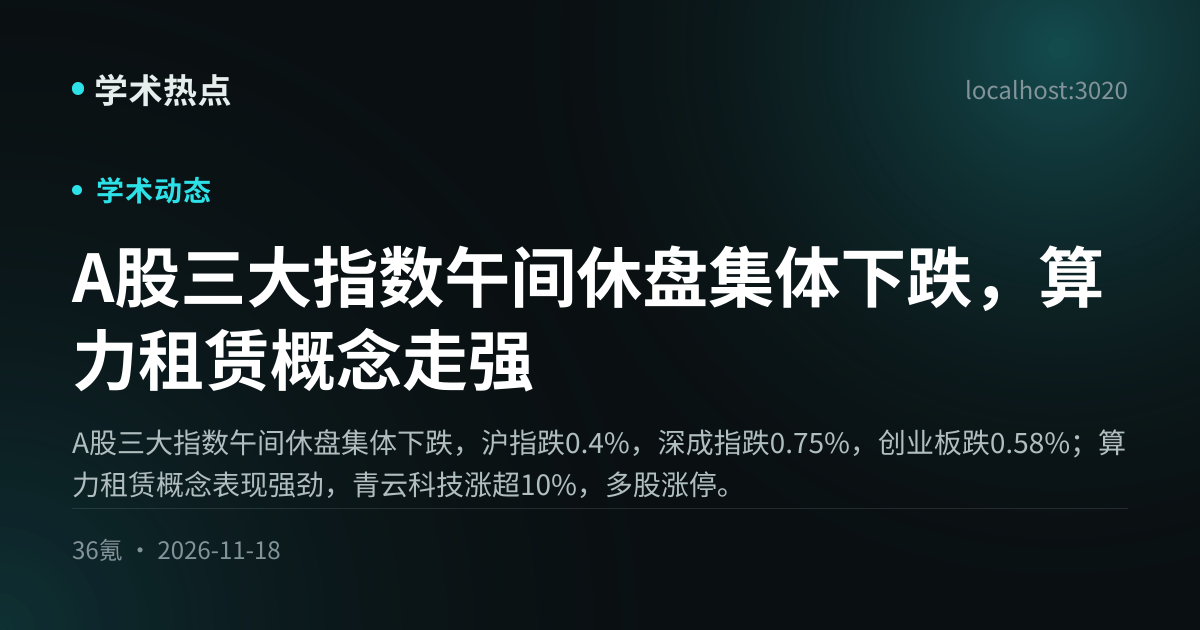 学术热点
localhost:3020
学术动态
A股三大指数午间休盘集体下跌，算
力租赁概念走强
A股三大指数午间休盘集体下跌，沪指跌0.4%，深成指跌0.75%，创业板跌0.58%；算
力租赁概念表现强劲，青云科技涨超10%，多股涨停。
36氪 · 2026-11-18